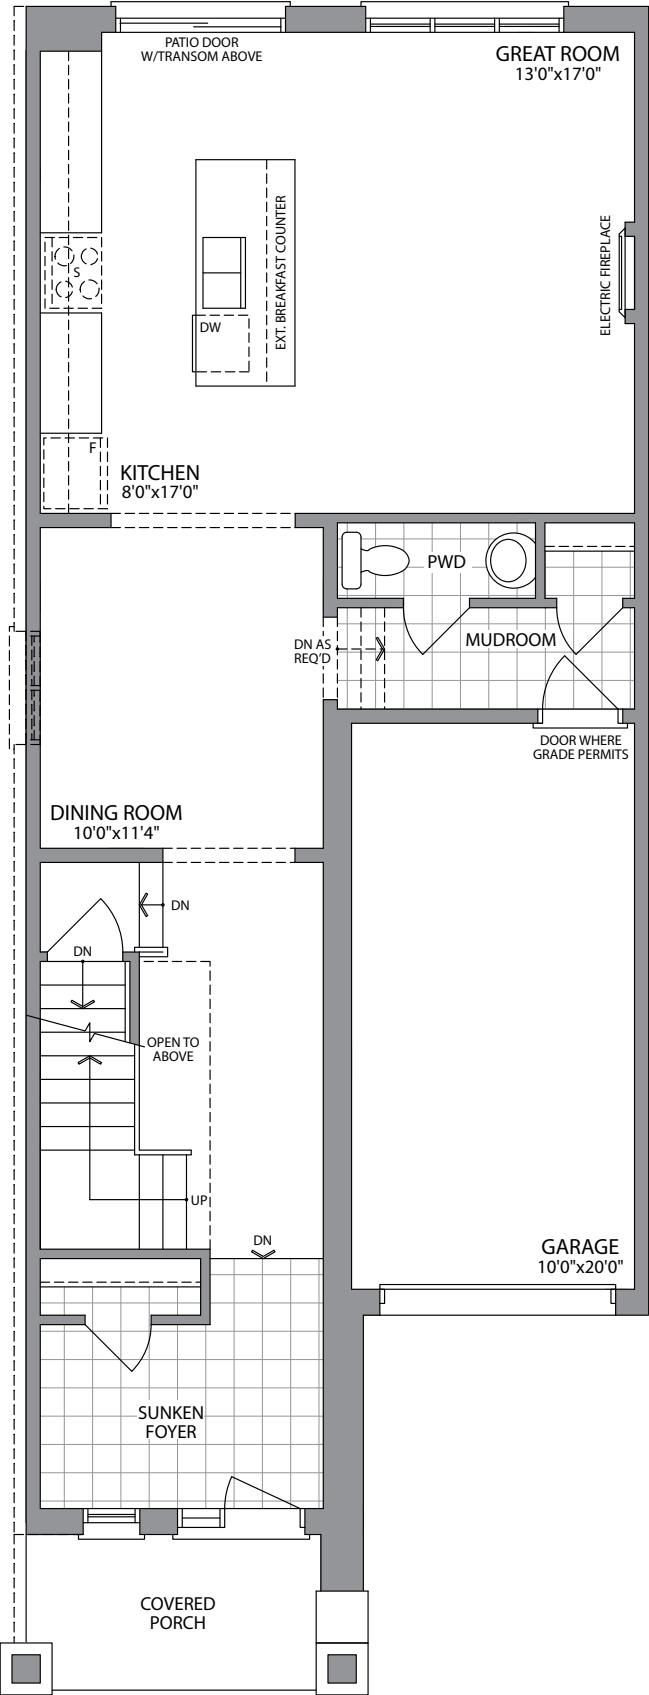 PATIO DOOR
W/TRANSOM ABOVE
GREAT ROOM
13'0"x17'0"
ELECTRIC FIREPLACE
EXT. BREAKFAST COUNTER
S
DW
F
KITCHEN
8'0"x17'0"
PWD
DN AS
REQ'D
MUDROOM
DOOR WHERE
GRADE PERMITS
DINING ROOM
10'0"x11'4"
DN
DN
OPEN TO
ABOVE
UP
DN
GARAGE
10'0"x20'0"
SUNKEN
FOYER
COVERED
PORCH